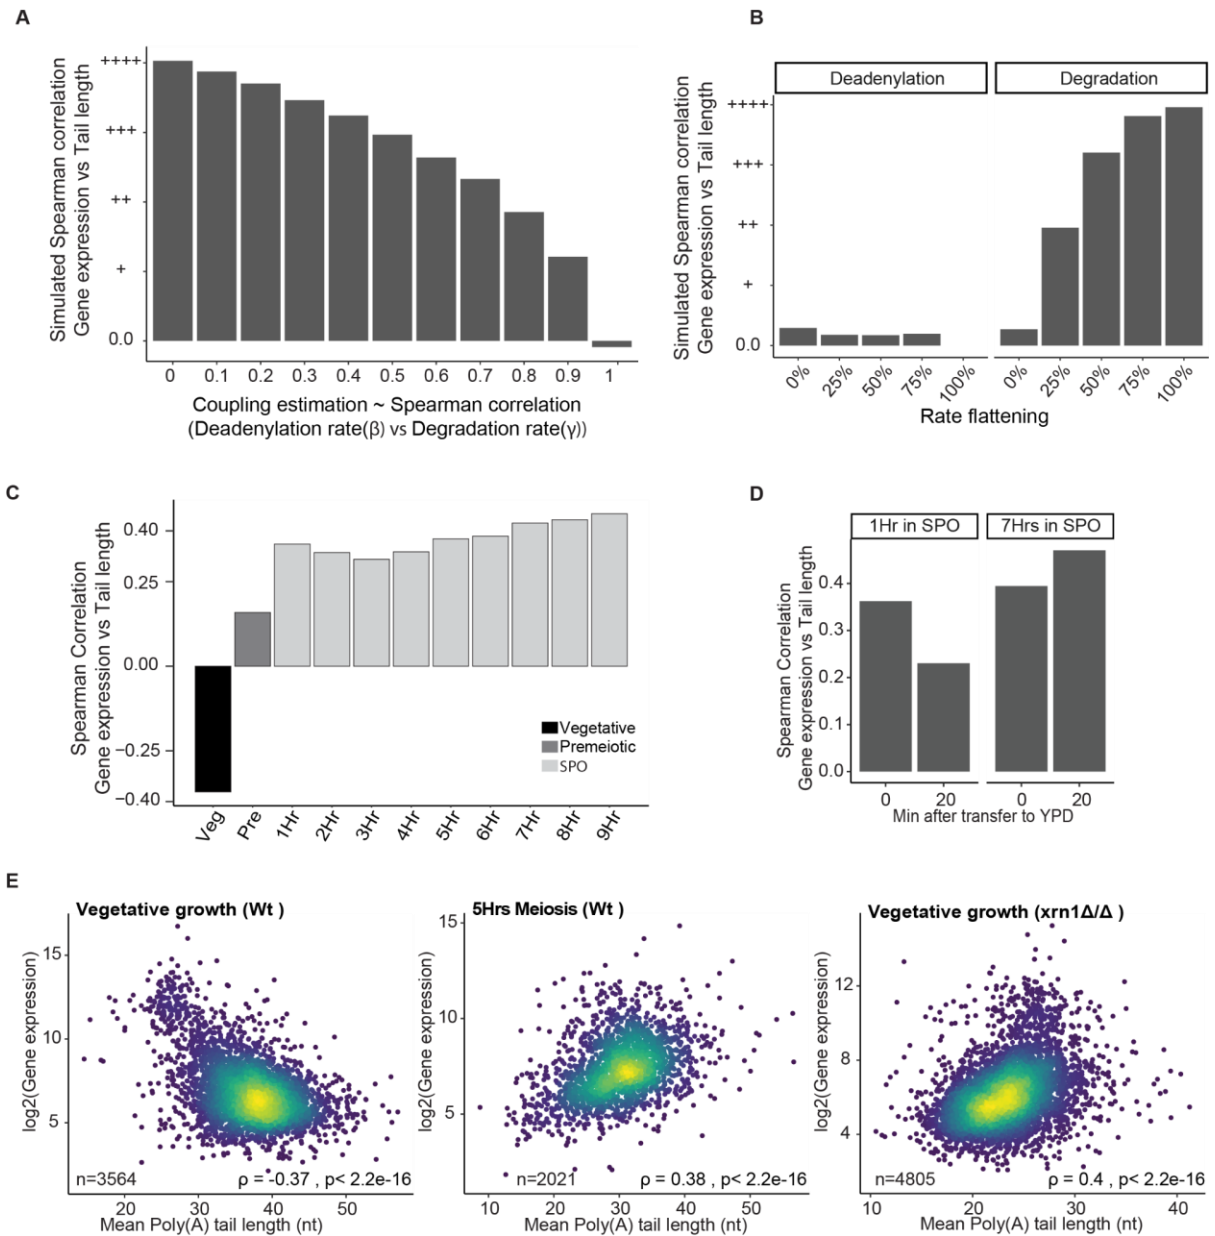 A
Simulated Spearman correlation
Gene expression vs Tail length
++++
+++
++
+
0.0
0 0.1 0.2 0.3 0.4 0.5 0.6 0.7 0.8 0.9 1
Coupling estimation ~ Spearman correlation
(Deadenylation rate(β) vs Degradation rate(γ))
B
Deadenylation
Degradation
Simulated Spearman correlation
Gene expression vs Tail length
++++
+++
++
+
0.0
0% 25% 50% 75% 100%
0% 25% 50% 75% 100%
Rate flattening
C
Spearman Correlation
Gene expression vs Tail length
0.40
0.25
0.00
−0.25
−0.40
Vegetative
Premeiotic
SPO
Veg Pre 1Hr 2Hr 3Hr 4Hr 5Hr 6Hr 7Hr 8Hr 9Hr
D
1Hr in SPO
7Hrs in SPO
Spearman Correlation
Gene expression vs Tail length
0.4
0.3
0.2
0.1
0.0
0 20 0 20
Min after transfer to YPD
E
Vegetative growth (Wt )
log2(Gene expression)
15
10
5
n=3564
ρ = -0.37 , p< 2.2e-16
20 30 40 50
Mean Poly(A) tail length (nt)
5Hrs Meiosis (Wt )
log2(Gene expression)
15
10
5
n=2021
ρ = 0.38 , p< 2.2e-16
10 20 30 40 50
Mean Poly(A) tail length (nt)
Vegetative growth (xrn1Δ/Δ )
log2(Gene expression)
12
8
4
n=4805
ρ = 0.4 , p< 2.2e-16
10 20 30 40
Mean Poly(A) tail length (nt)